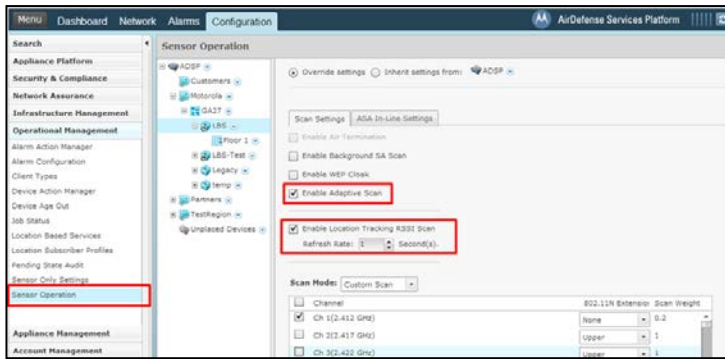 Menu Dashboard Network Alarms Configuration AirDefense Services Platform
Search
Appliance Platform
Security & Compliance
Network Assurance
Infrastructure Management
Operational Management
Alarm Action Manager
Alarm Configuration
Client Types
Device Action Manager
Device Age Out
Job Status
Location Based Services
Location Subscriber Profiles
Pending State Audit
Sensor Only Settings
Sensor Operation
Appliance Management
Account Management
Sensor Operation
ADSP
Customers
Motorola
GA17
LBS
Floor 1
LBS-Test
Legacy
temp
Partners
TestRegion
Unplaced Devices
Override settings Inherit settings from: ADSP
Scan Settings ASA In-Line Settings
Enable Air Termination
Enable Background SA Scan
Enable WEP Cloak
Enable Adaptive Scan
Enable Location Tracking RSSI Scan
Refresh Rate: 1 Second(s).
Scan Mode: Custom Scan
Channel 802.11N Extension Scan Weight
Ch 1(2.412 GHz) None 0.2
Ch 2(2.417 GHz) Upper 1
Ch 3(2.422 GHz) Upper 1